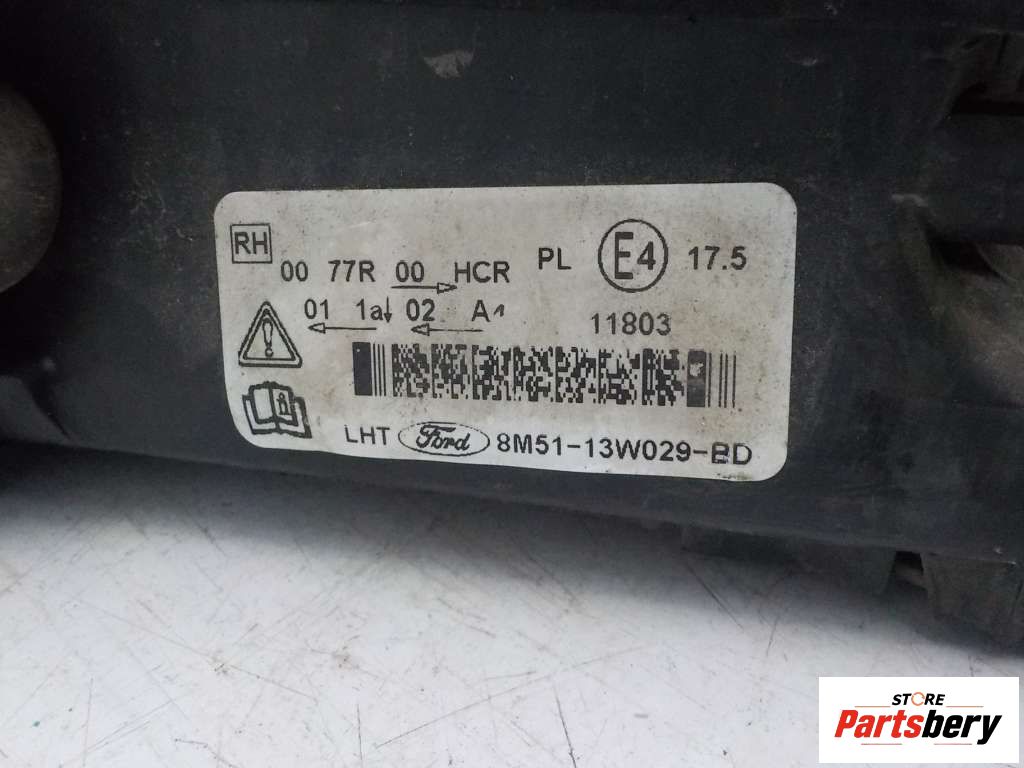 RH
00 77R 00 HCR PL E4 17.5
01 1a 02 A1 11803
LHT Ford 8M51-13W029-BD
STORE
Partsbery